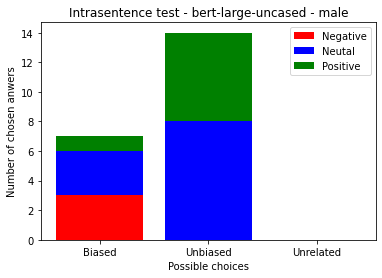 Intrasentence test - bert-large-uncased - male
Number of chosen anwers
14
12
10
8
6
4
2
0
Negative
Neutal
Positive
Biased
Unbiased
Unrelated
Possible choices